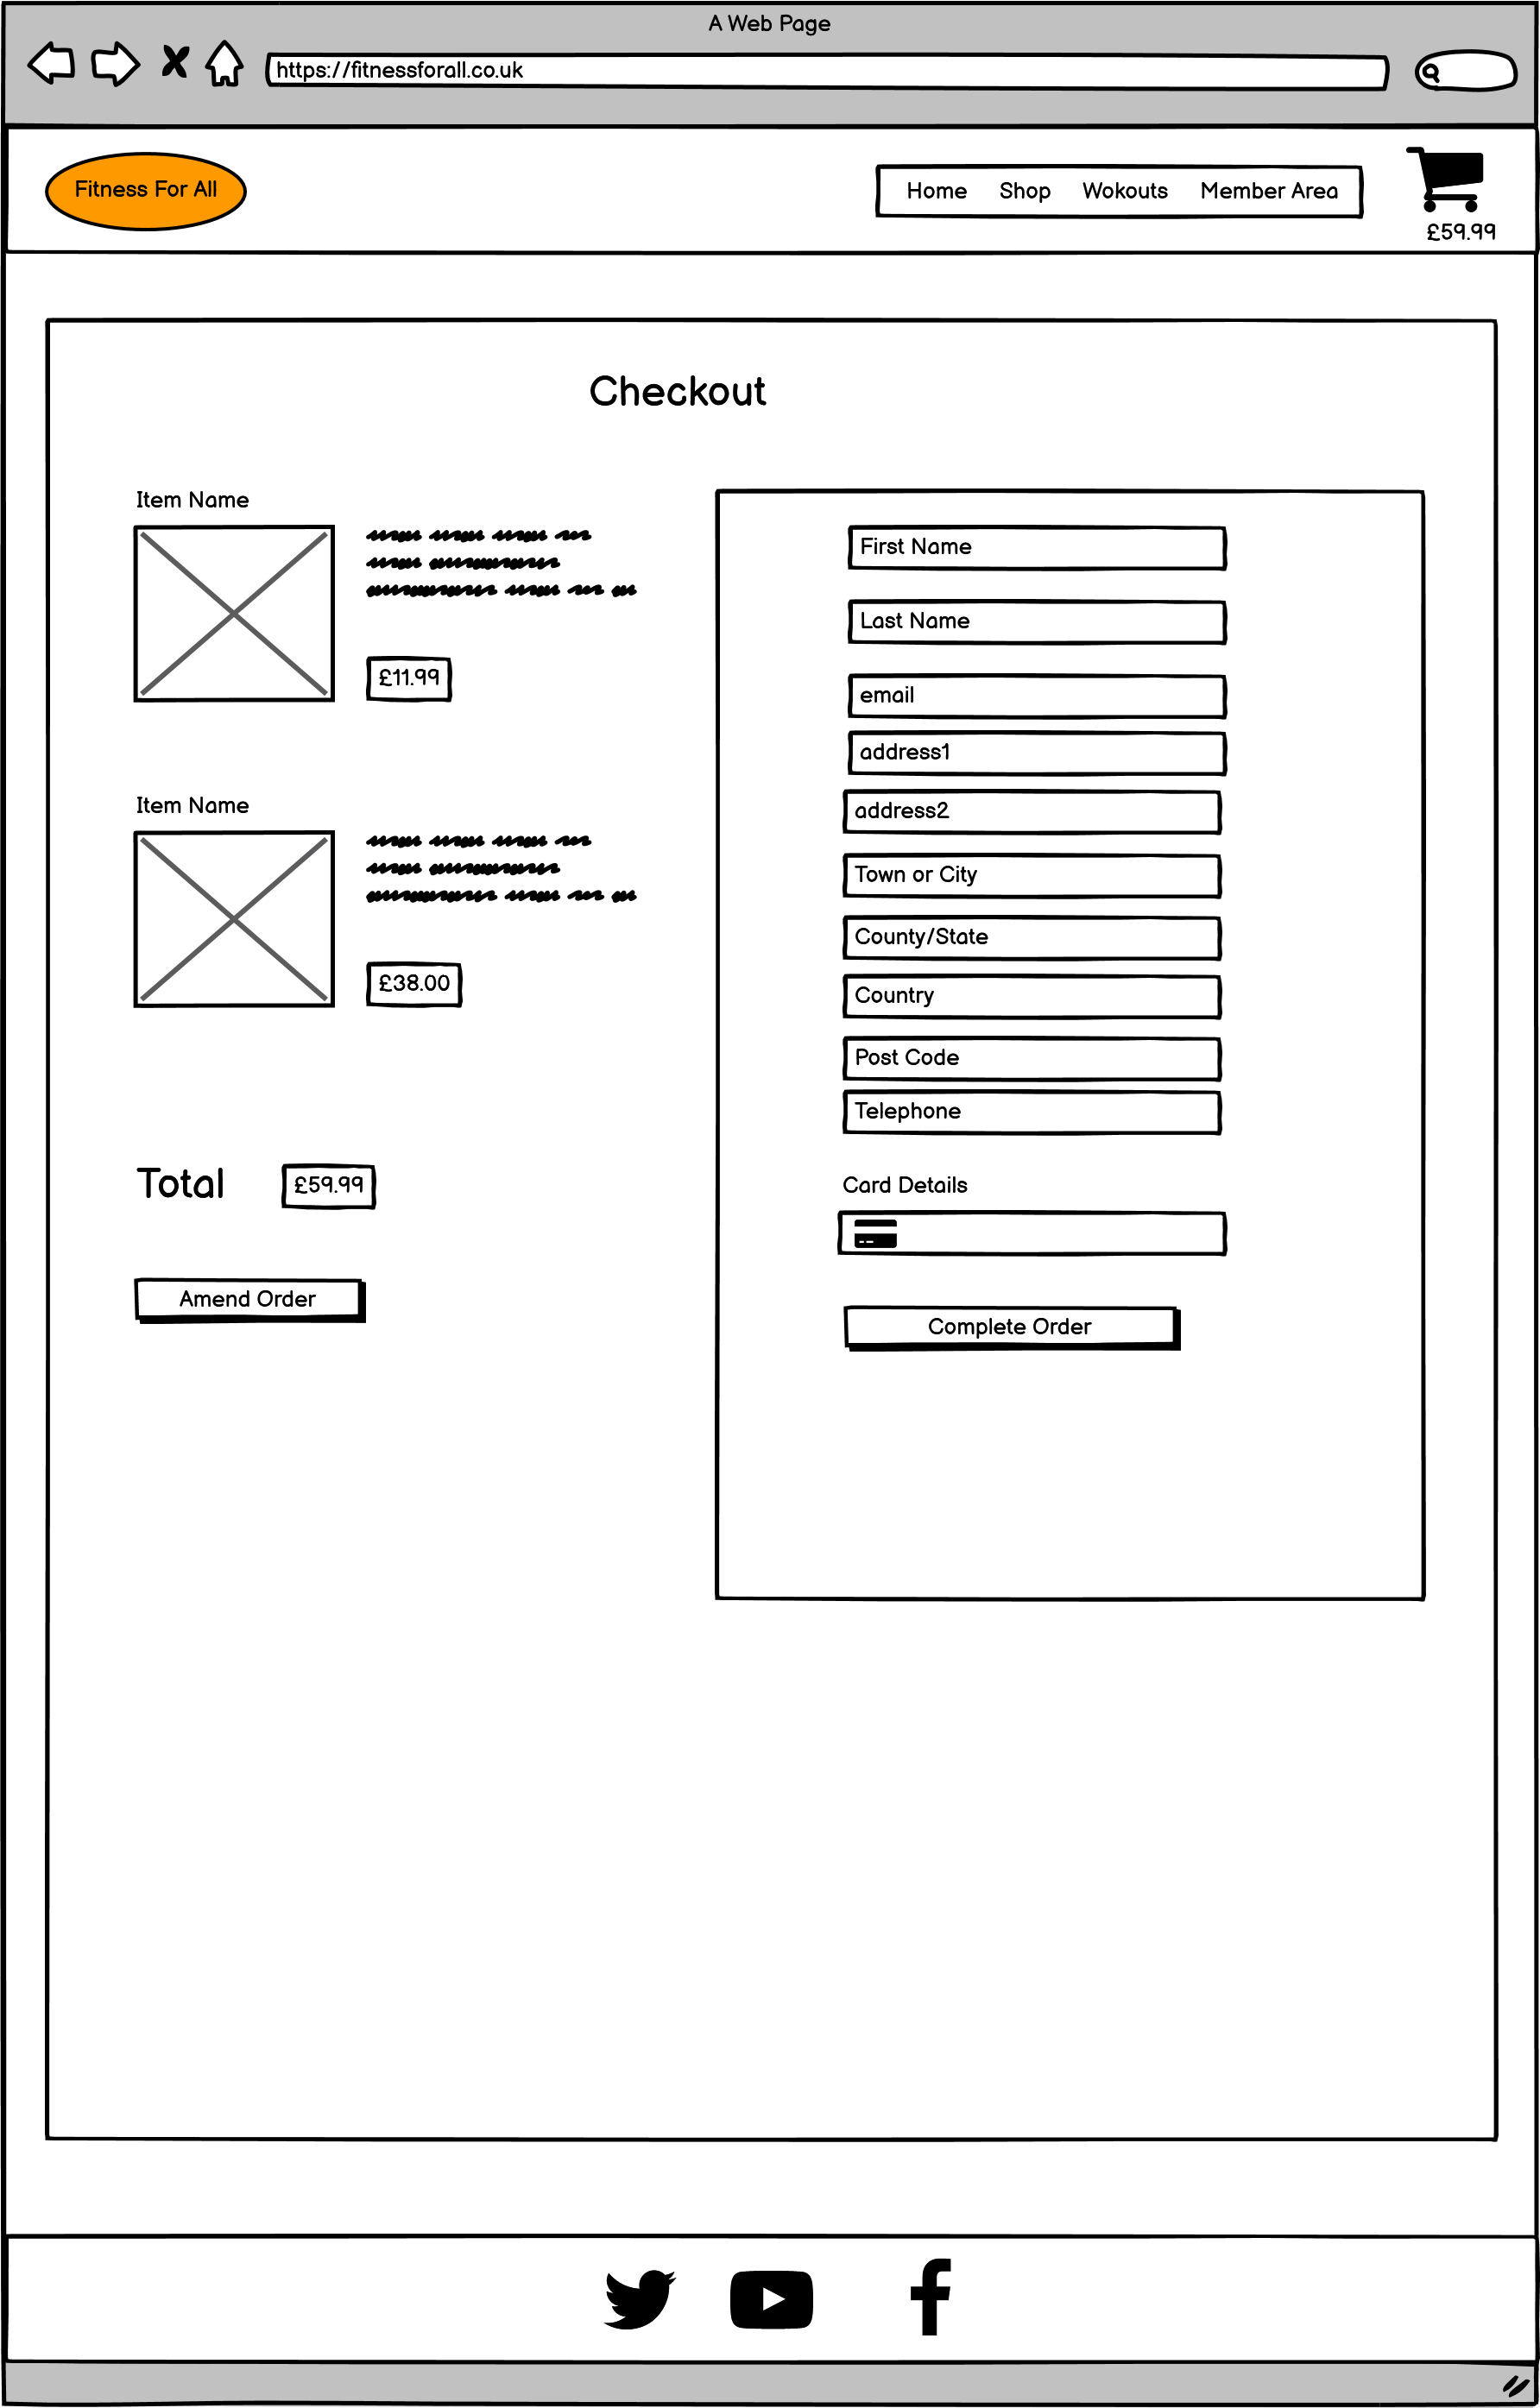 A Web Page
https://fitnessforall.co.uk
Fitness For All
Home Shop Wokouts Member Area
£59.99
Checkout
Item Name
£11.99
Item Name
£38.00
Total £59.99
Amend Order
First Name
Last Name
email
address1
address2
Town or City
County/State
Country
Post Code
Telephone
Card Details
Complete Order